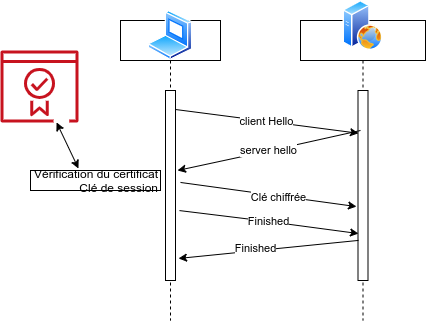 client Hello
server hello
Vérification du certificat
Clé de session
Clé chiffrée
Finished
Finished